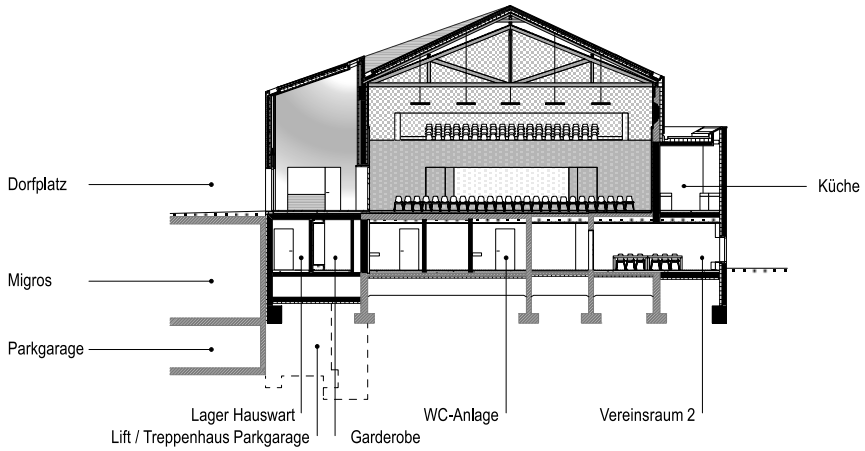 Dorfplatz
Küche
Migros
Parkgarage
Lager Hauswart
WC-Anlage
Vereinsraum 2
Lift / Treppenhaus Parkgarage
Garderobe